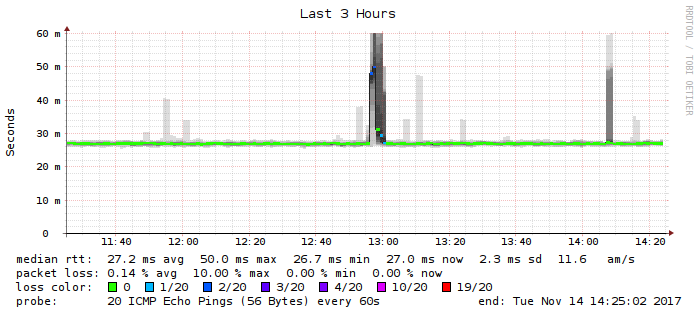 Last 3 Hours
RRDTOOL / TOBI OETIKER
Seconds
60 m
50 m
40 m
30 m
20 m
10 m
0
11:40 12:00 12:20 12:40 13:00 13:20 13:40 14:00 14:20
median rtt: 27.2 ms avg 50.0 ms max 26.7 ms min 27.0 ms now 2.3 ms sd 11.6 am/s
packet loss: 0.14 % avg 10.00 % max 0.00 % min 0.00 % now
loss color: 0 1/20 2/20 3/20 4/20 10/20 19/20
probe: 20 ICMP Echo Pings (56 Bytes) every 60s end: Tue Nov 14 14:25:02 2017